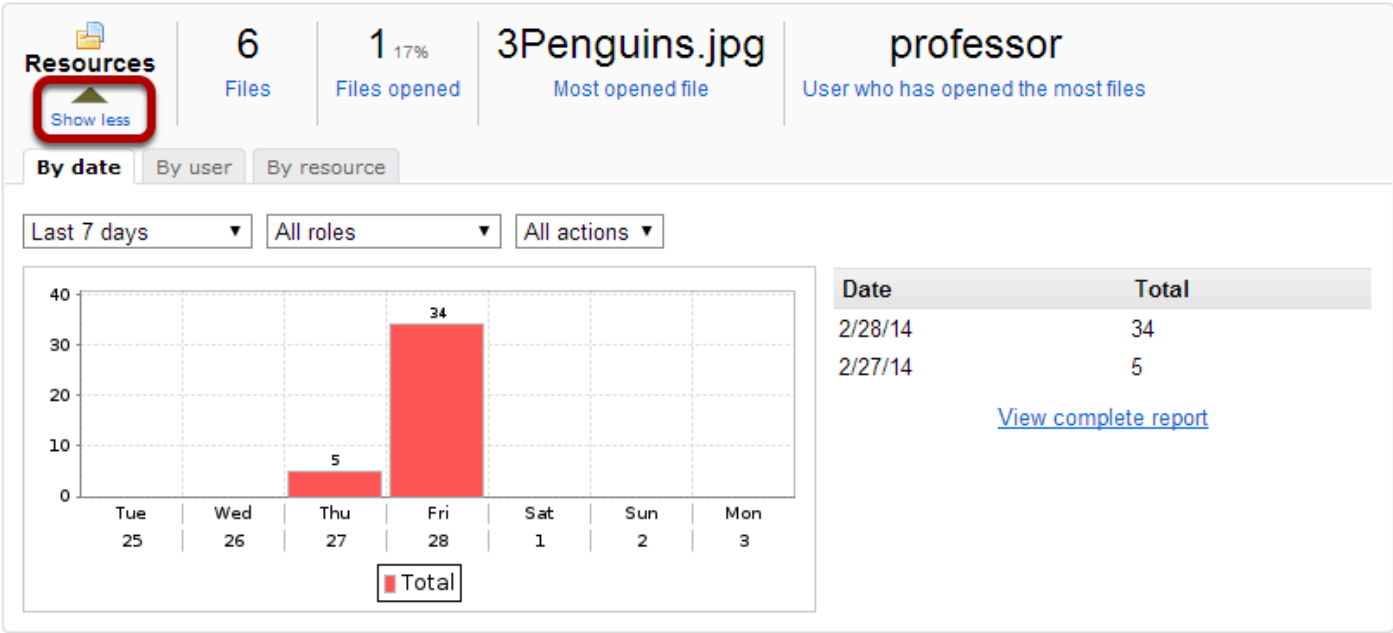 Resources
Show less
6
Files
1 17%
Files opened
3Penguins.jpg
Most opened file
professor
User who has opened the most files
By date By user By resource
Last 7 days ▼ All roles ▼ All actions ▼
40
30
20
10
0
5
34
Tue Wed Thu Fri Sat Sun Mon
25 26 27 28 1 2 3
Total
Date Total
2/28/14 34
2/27/14 5
View complete report